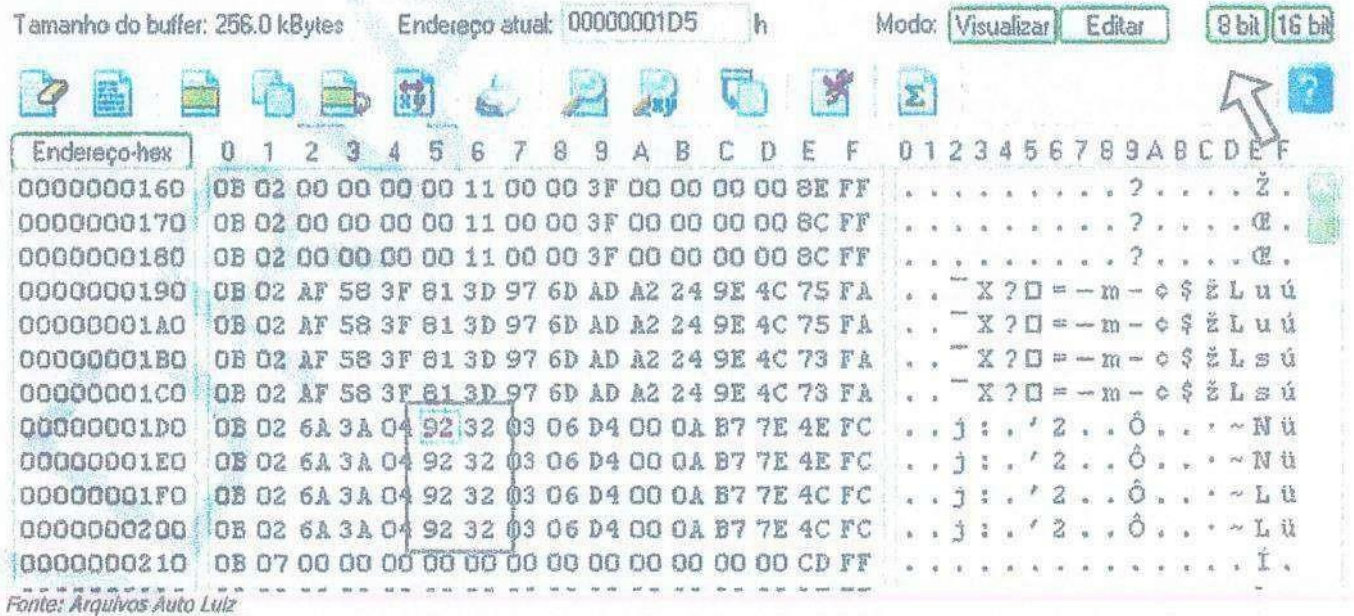 Tamanho do buffer: 256.0 kBytes Endereço atual: 00000001D5 h Modo: Visualizar Editar 8 bit 16 bit
Endereço-hex 0 1 2 3 4 5 6 7 8 9 A B C D E F 0 1 2 3 4 5 6 7 8 9 A B C D E F
0000000160 0B 02 00 00 00 00 11 00 00 3F 00 00 00 00 8E FF . . . . . . . . . ? . . . . Ž .
0000000170 0B 02 00 00 00 00 11 00 00 3F 00 00 00 00 8C FF . . . . . . . . . ? . . . . Œ .
0000000180 0B 02 00 00 00 00 11 00 00 3F 00 00 00 00 8C FF . . . . . . . . . ? . . . . Œ .
0000000190 0B 02 AF 58 3F 81 3D 97 6D AD A2 24 9E 4C 75 FA . . ¯ X ? □ = — m - ¢ $ ž L u ú
00000001A0 0B 02 AF 58 3F 81 3D 97 6D AD A2 24 9E 4C 75 FA . . ¯ X ? □ = — m - ¢ $ ž L u ú
00000001B0 0B 02 AF 58 3F 81 3D 97 6D AD A2 24 9E 4C 73 FA . . ¯ X ? □ = — m - ¢ $ ž L s ú
00000001C0 0B 02 AF 58 3F 81 3D 97 6D AD A2 24 9E 4C 73 FA . . ¯ X ? □ = — m - ¢ $ ž L s ú
00000001D0 0B 02 6A 3A 04 92 32 03 06 D4 00 0A B7 7E 4E FC . . j : . ’ 2 . . Ô . . · ~ N ü
00000001E0 0B 02 6A 3A 04 92 32 03 06 D4 00 0A B7 7E 4E FC . . j : . ’ 2 . . Ô . . · ~ N ü
00000001F0 0B 02 6A 3A 04 92 32 03 06 D4 00 0A B7 7E 4C FC . . j : . ’ 2 . . Ô . . · ~ L ü
0000000200 0B 02 6A 3A 04 92 32 03 06 D4 00 0A B7 7E 4C FC . . j : . ’ 2 . . Ô . . · ~ L ü
0000000210 0B 07 00 00 00 00 00 00 00 00 00 00 00 00 CD FF . . . . . . . . . . . . . . Í .
Fonte: Arquivos Auto Luiz